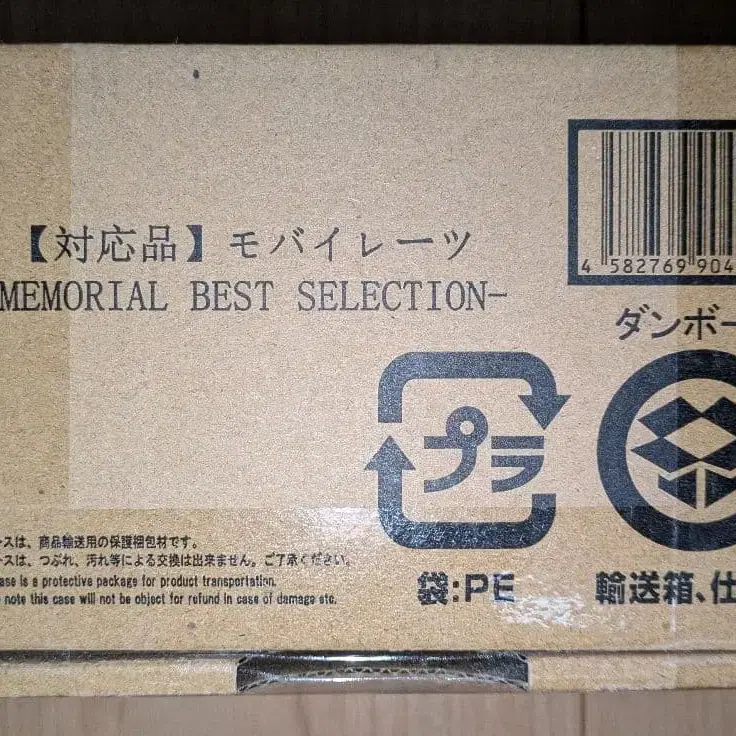 【対応品】モバイレーツ
MEMORIAL BEST SELECTION-
4 582769 904
ダンボー
プラ
袋:PE
輸送箱、仕
ースは、商品輸送用の保護梱包材です。
ースは、つぶれ、汚れ等による交換は出来ません。ご了承ください。
ase is a protective package for product transportation.
note this case will not be object for refund in case of damage etc.